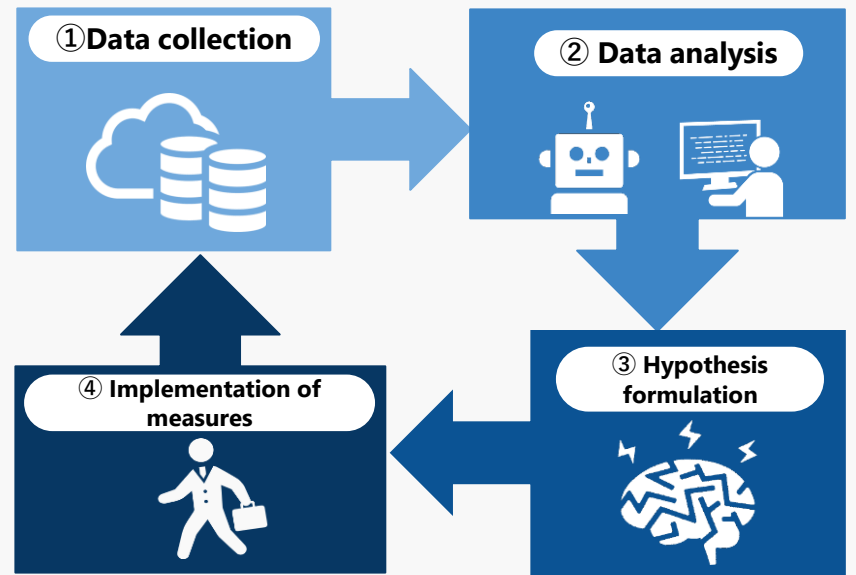 ①Data collection
② Data analysis
③ Hypothesis
formulation
④ Implementation of
measures